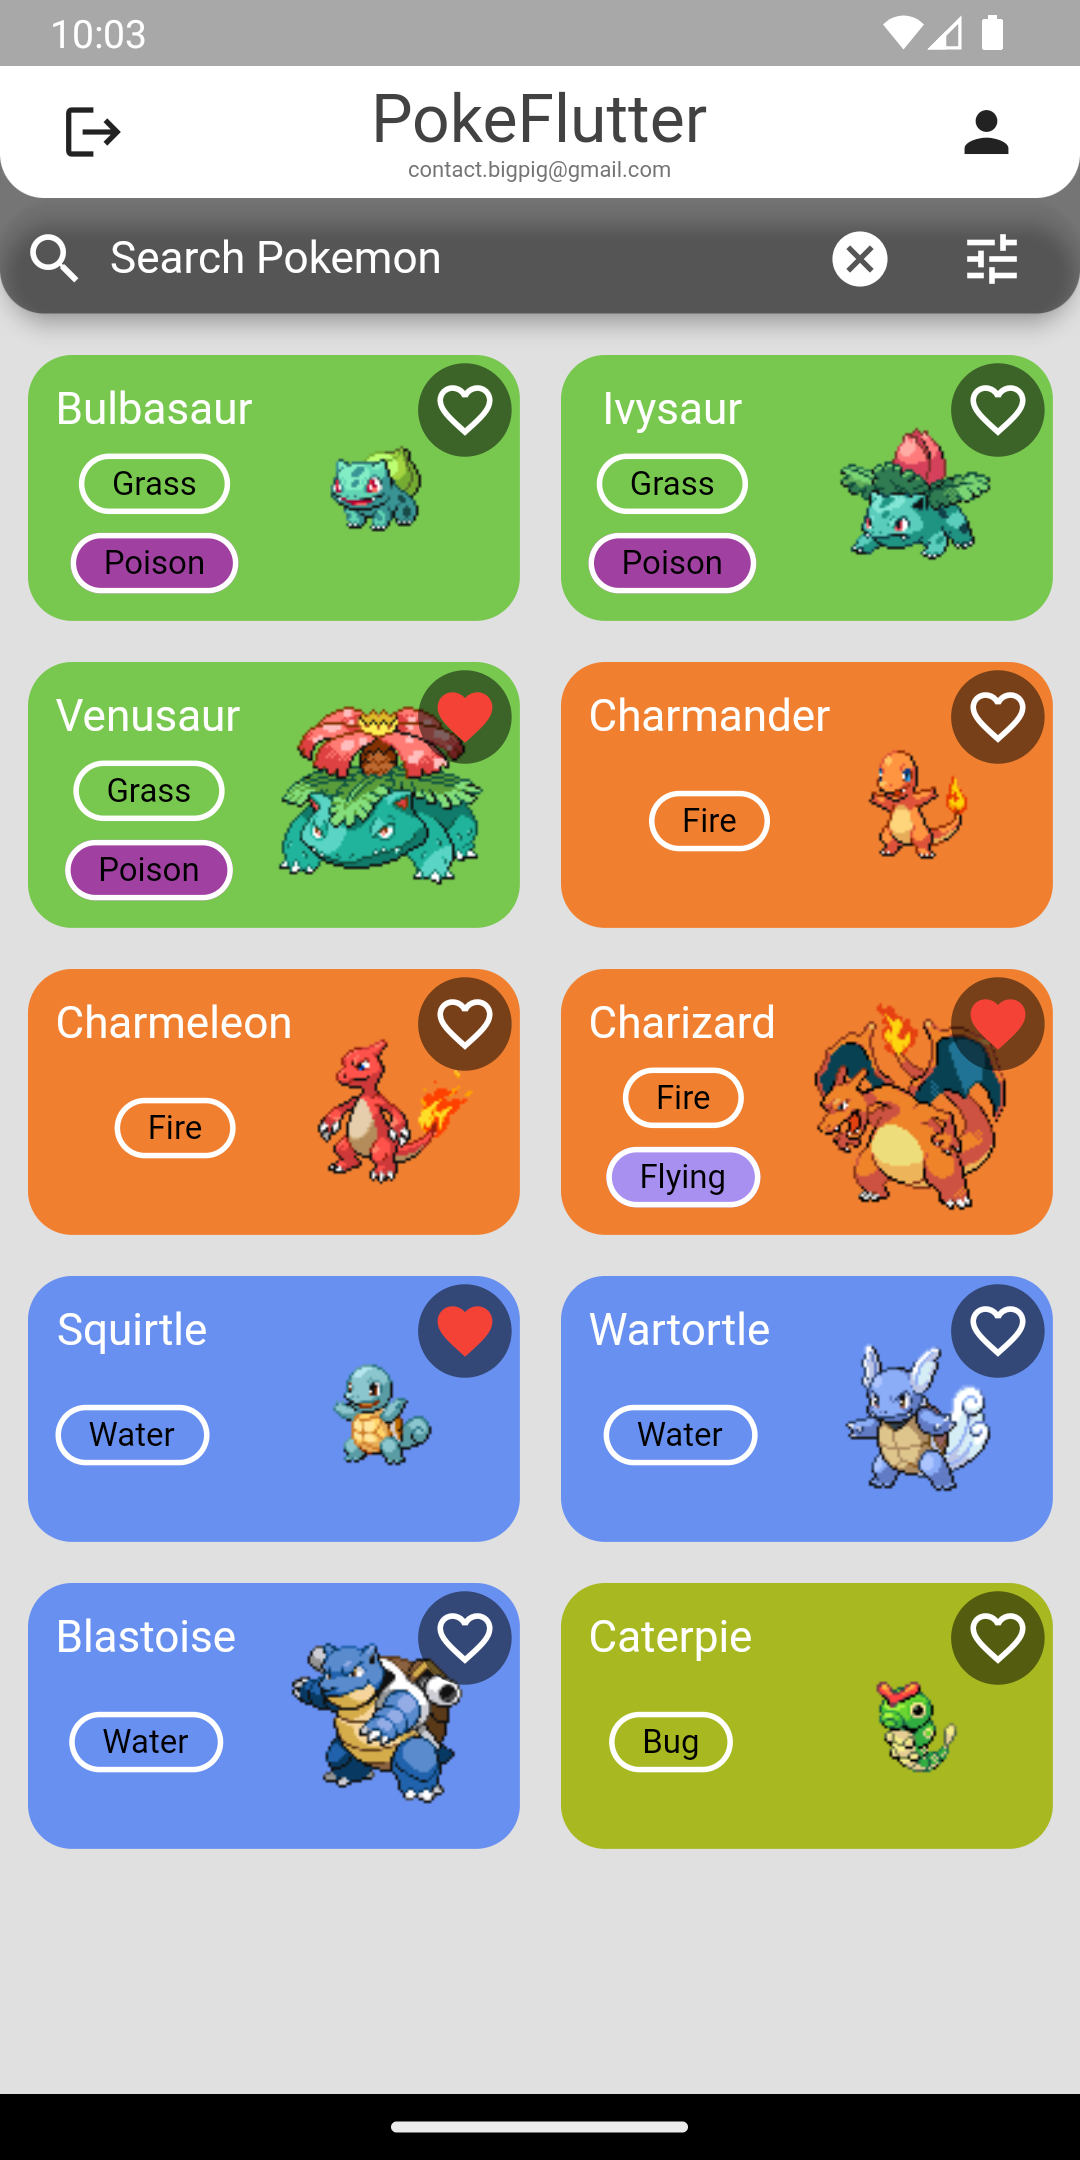 10:03
PokeFlutter
contact.bigpig@gmail.com
Search Pokemon
Bulbasaur
Grass
Poison
Ivysaur
Grass
Poison
Venusaur
Grass
Poison
Charmander
Fire
Charmeleon
Fire
Charizard
Fire
Flying
Squirtle
Water
Wartortle
Water
Blastoise
Water
Caterpie
Bug